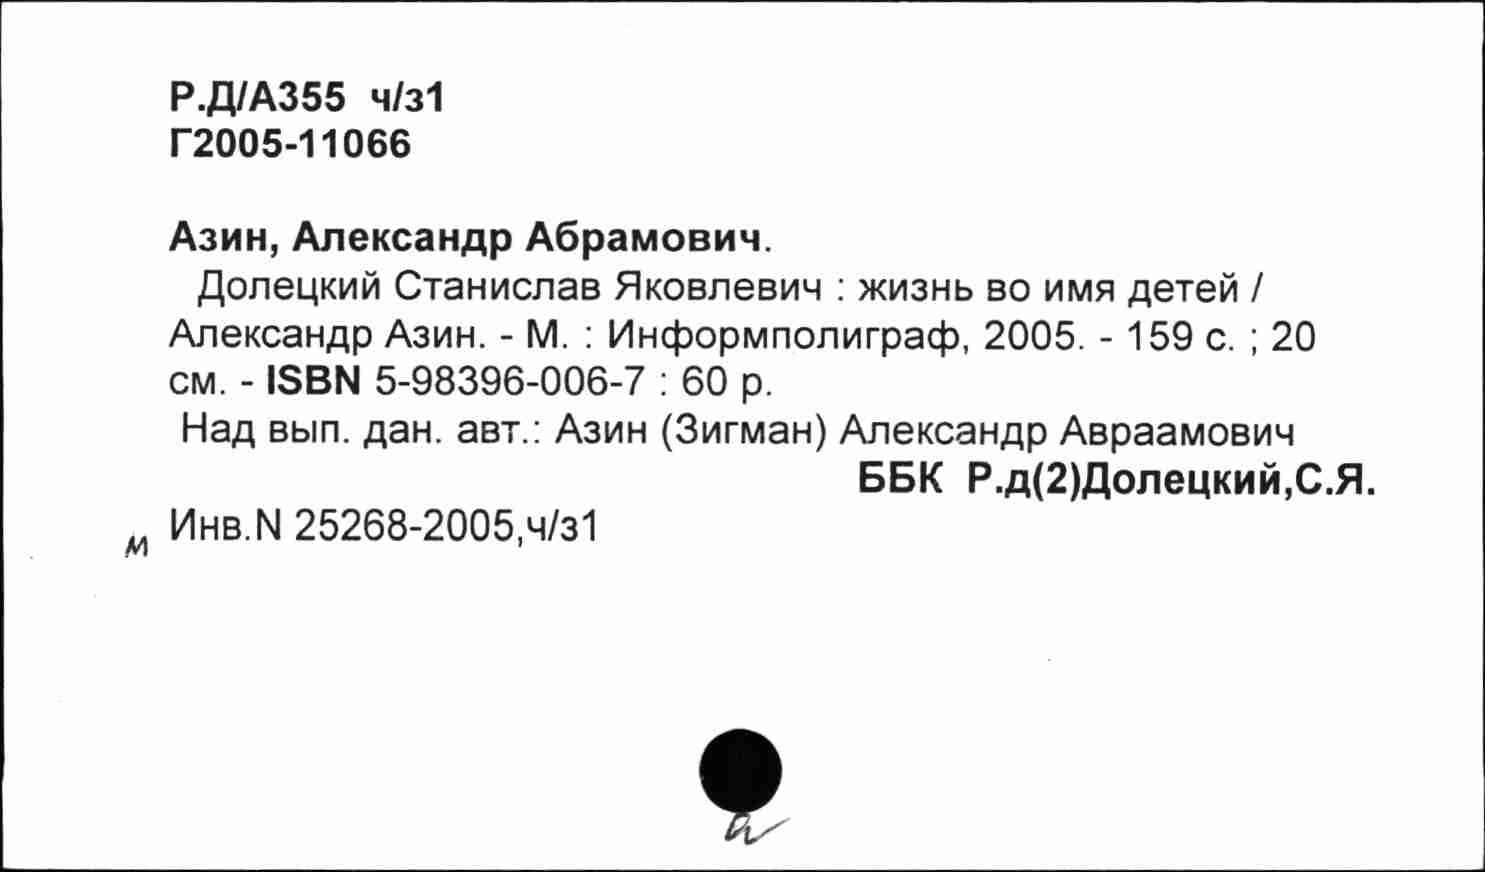 Р.Д/А355 ч/з1
Г2005-11066
Азин, Александр Абрамович.
Долецкий Станислав Яковлевич : жизнь во имя детей /
Александр Азин. - М. : Информполиграф, 2005. - 159 с. ; 20
см. - ISBN 5-98396-006-7 : 60 р.
Над вып. дан. авт.: Азин (Зигман) Александр Авраамович
ББК Р.д(2)Долецкий,С.Я.
Инв.N 25268-2005,ч/з1
м